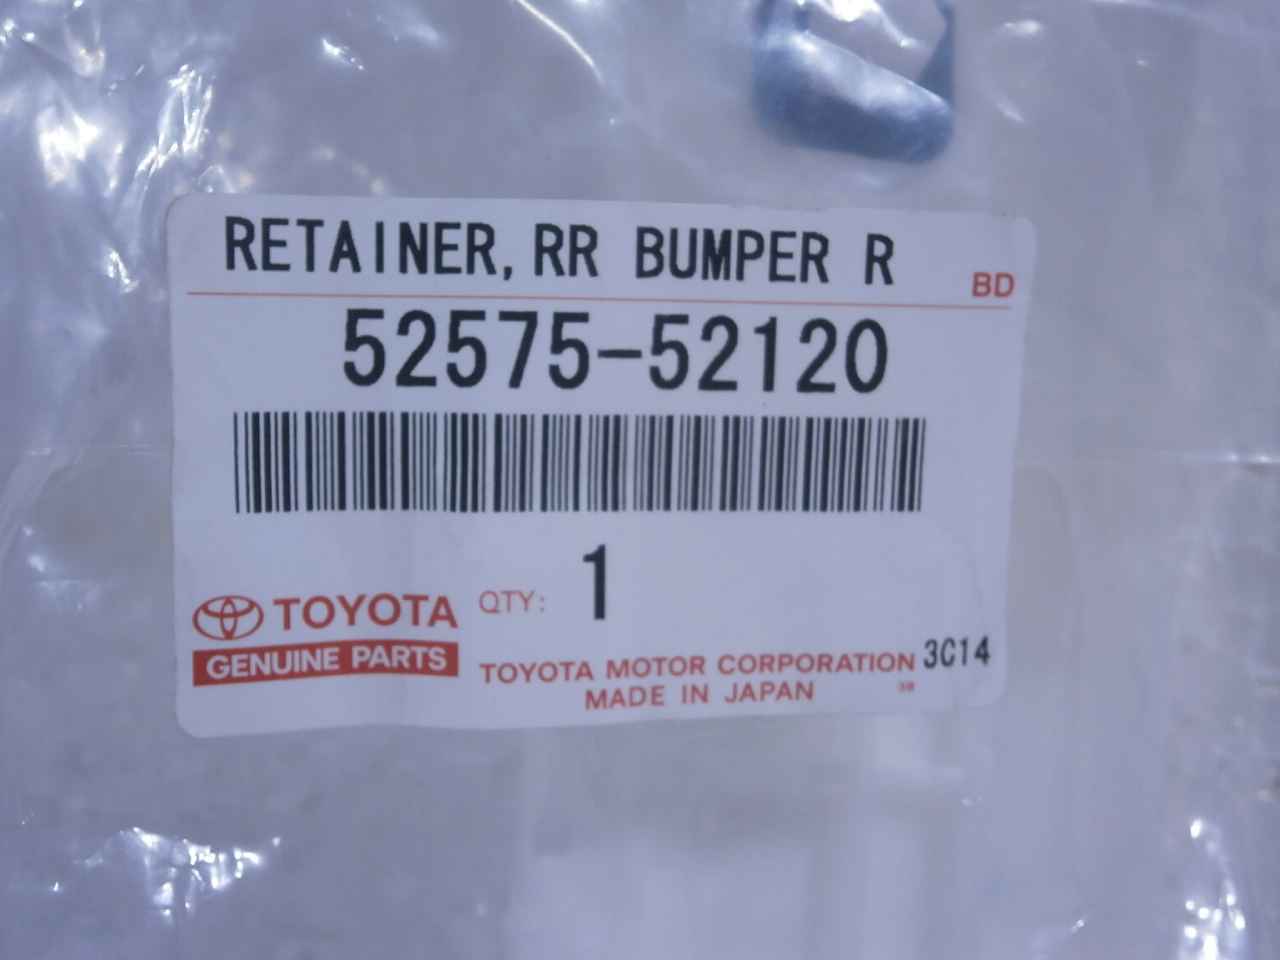 RETAINER, RR BUMPER R
BD
52575-52120
QTY: 1
TOYOTA
GENUINE PARTS
TOYOTA MOTOR CORPORATION 3C14
MADE IN JAPAN